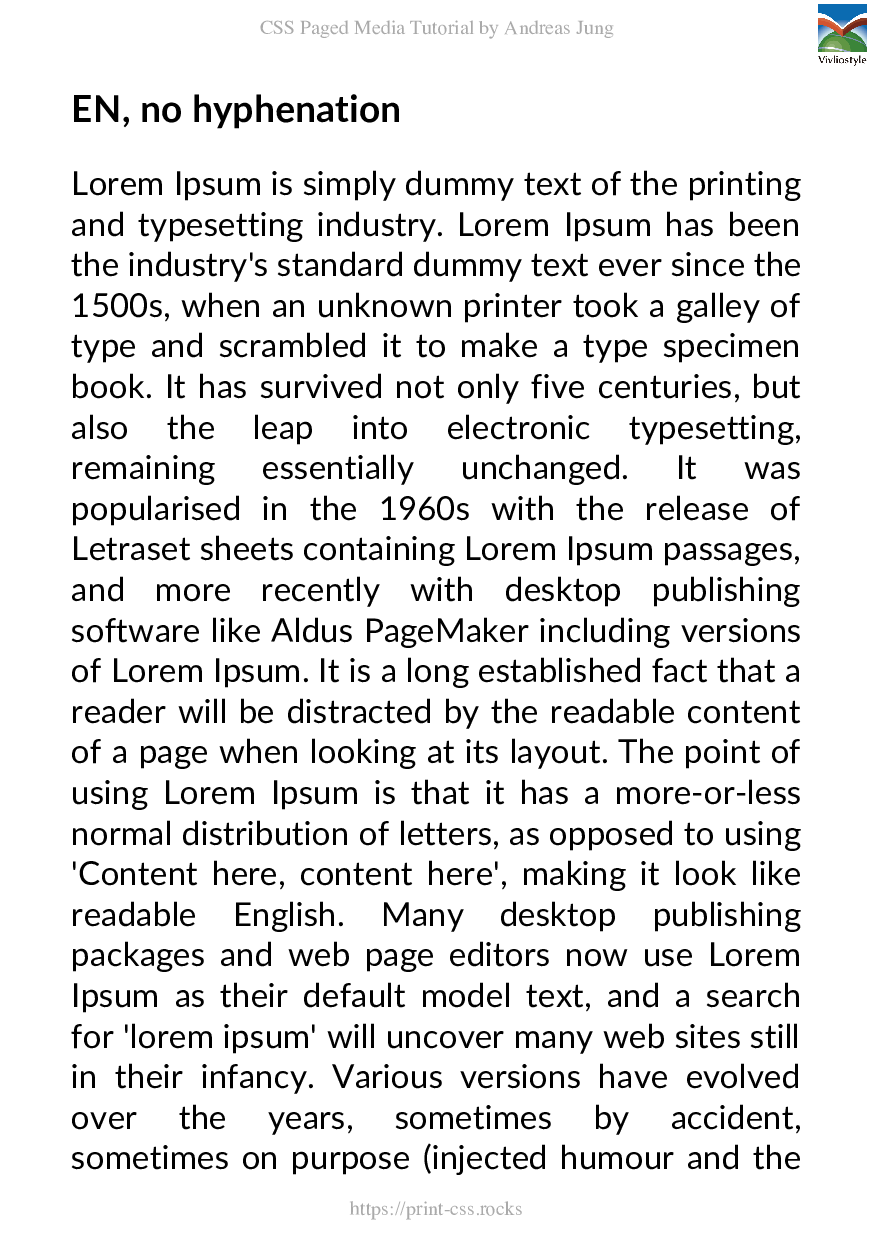 CSS Paged Media Tutorial by Andreas Jung
Vivliostyle
EN, no hyphenation
Lorem Ipsum is simply dummy text of the printing
and typesetting industry. Lorem Ipsum has been
the industry's standard dummy text ever since the
1500s, when an unknown printer took a galley of
type and scrambled it to make a type specimen
book. It has survived not only five centuries, but
also the leap into electronic typesetting,
remaining essentially unchanged. It was
popularised in the 1960s with the release of
Letraset sheets containing Lorem Ipsum passages,
and more recently with desktop publishing
software like Aldus PageMaker including versions
of Lorem Ipsum. It is a long established fact that a
reader will be distracted by the readable content
of a page when looking at its layout. The point of
using Lorem Ipsum is that it has a more-or-less
normal distribution of letters, as opposed to using
'Content here, content here', making it look like
readable English. Many desktop publishing
packages and web page editors now use Lorem
Ipsum as their default model text, and a search
for 'lorem ipsum' will uncover many web sites still
in their infancy. Various versions have evolved
over the years, sometimes by accident,
sometimes on purpose (injected humour and the
https://print-css.rocks